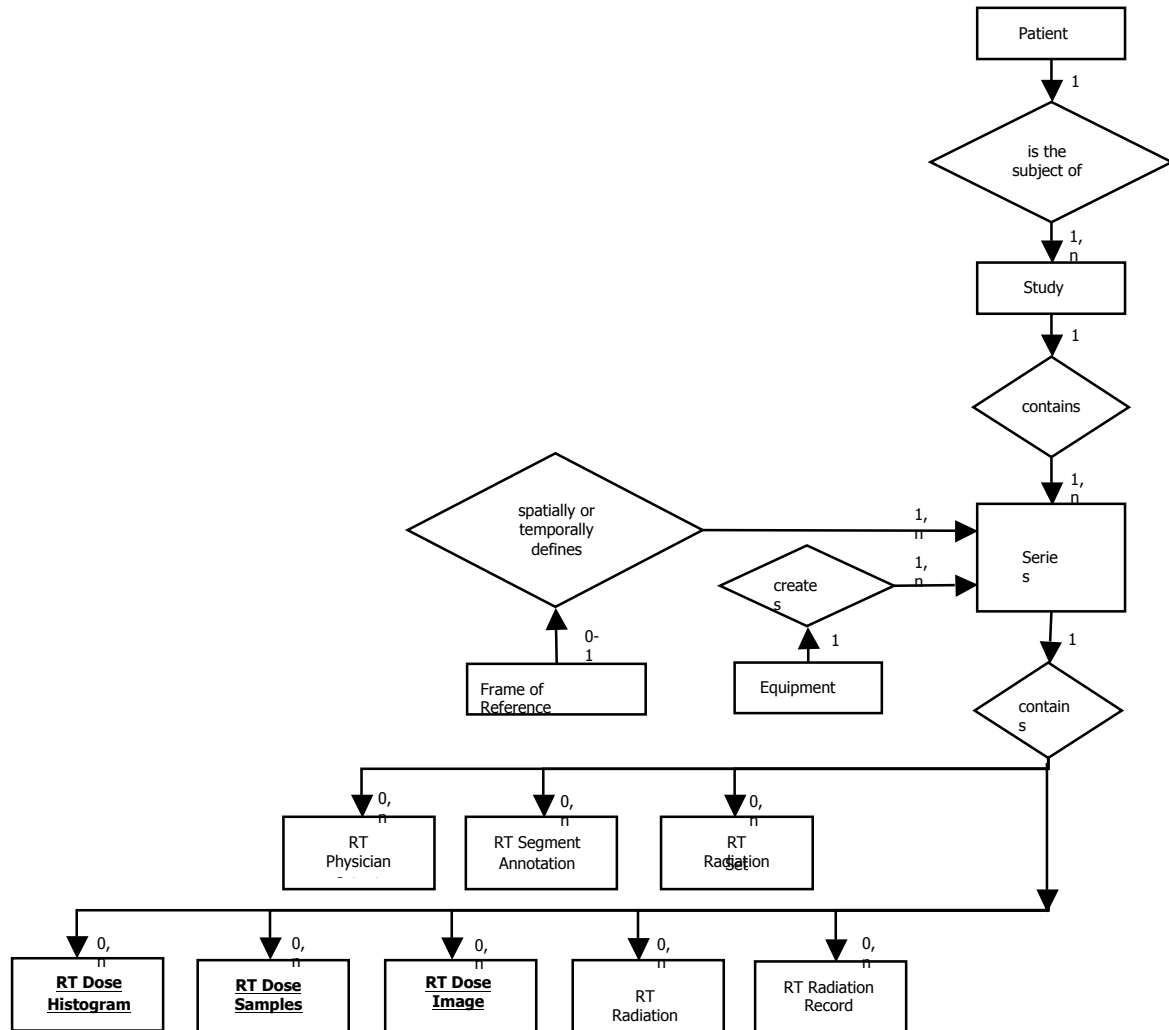 Patient
1
is the
subject of
1,
n
Study
1
contains
1,
n
spatially or
temporally
defines
1,
n
Serie
s
create
s
1,
n
0-
1
1
1
Frame of
Reference
Equipment
contain
s
0,
n
0,
n
0,
n
RT
Physician
RT Segment
Annotation
RT
Radiation
Set
0,
n
0,
n
0,
n
0,
n
0,
n
RT Dose
Histogram
RT Dose
Samples
RT Dose
Image
RT
Radiation
RT Radiation
Record